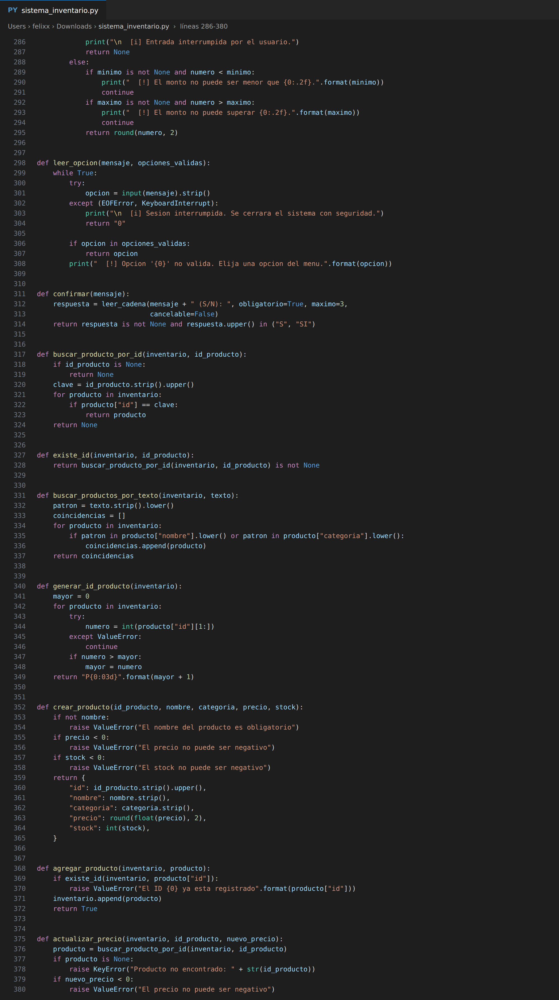 PY sistema_inventario.py
Users › felixx › Downloads › sistema_inventario.py › líneas 286-380
286             print("\n  [i] Entrada interrumpida por el usuario.")
287             return None
288         else:
289             if minimo is not None and numero < minimo:
290                 print("  [!] El monto no puede ser menor que {0:.2f}.".format(minimo))
291                 continue
292             if maximo is not None and numero > maximo:
293                 print("  [!] El monto no puede superar {0:.2f}.".format(maximo))
294                 continue
295             return round(numero, 2)
296
297
298 def leer_opcion(mensaje, opciones_validas):
299     while True:
300         try:
301             opcion = input(mensaje).strip()
302         except (EOFError, KeyboardInterrupt):
303             print("\n  [i] Sesion interrumpida. Se cerrara el sistema con seguridad.")
304             return "0"
305
306         if opcion in opciones_validas:
307             return opcion
308         print("  [!] Opcion '{0}' no valida. Elija una opcion del menu.".format(opcion))
309
310
311 def confirmar(mensaje):
312     respuesta = leer_cadena(mensaje + " (S/N): ", obligatorio=True, maximo=3,
313                             cancelable=False)
314     return respuesta is not None and respuesta.upper() in ("S", "SI")
315
316
317 def buscar_producto_por_id(inventario, id_producto):
318     if id_producto is None:
319         return None
320     clave = id_producto.strip().upper()
321     for producto in inventario:
322         if producto["id"] == clave:
323             return producto
324     return None
325
326
327 def existe_id(inventario, id_producto):
328     return buscar_producto_por_id(inventario, id_producto) is not None
329
330
331 def buscar_productos_por_texto(inventario, texto):
332     patron = texto.strip().lower()
333     coincidencias = []
334     for producto in inventario:
335         if patron in producto["nombre"].lower() or patron in producto["categoria"].lower():
336             coincidencias.append(producto)
337     return coincidencias
338
339
340 def generar_id_producto(inventario):
341     mayor = 0
342     for producto in inventario:
343         try:
344             numero = int(producto["id"][1:])
345         except ValueError:
346             continue
347         if numero > mayor:
348             mayor = numero
349     return "P{0:03d}".format(mayor + 1)
350
351
352 def crear_producto(id_producto, nombre, categoria, precio, stock):
353     if not nombre:
354         raise ValueError("El nombre del producto es obligatorio")
355     if precio < 0:
356         raise ValueError("El precio no puede ser negativo")
357     if stock < 0:
358         raise ValueError("El stock no puede ser negativo")
359     return {
360         "id": id_producto.strip().upper(),
361         "nombre": nombre.strip(),
362         "categoria": categoria.strip(),
363         "precio": round(float(precio), 2),
364         "stock": int(stock),
365     }
366
367
368 def agregar_producto(inventario, producto):
369     if existe_id(inventario, producto["id"]):
370         raise ValueError("El ID {0} ya esta registrado".format(producto["id"]))
371     inventario.append(producto)
372     return True
373
374
375 def actualizar_precio(inventario, id_producto, nuevo_precio):
376     producto = buscar_producto_por_id(inventario, id_producto)
377     if producto is None:
378         raise KeyError("Producto no encontrado: " + str(id_producto))
379     if nuevo_precio < 0:
380         raise ValueError("El precio no puede ser negativo")